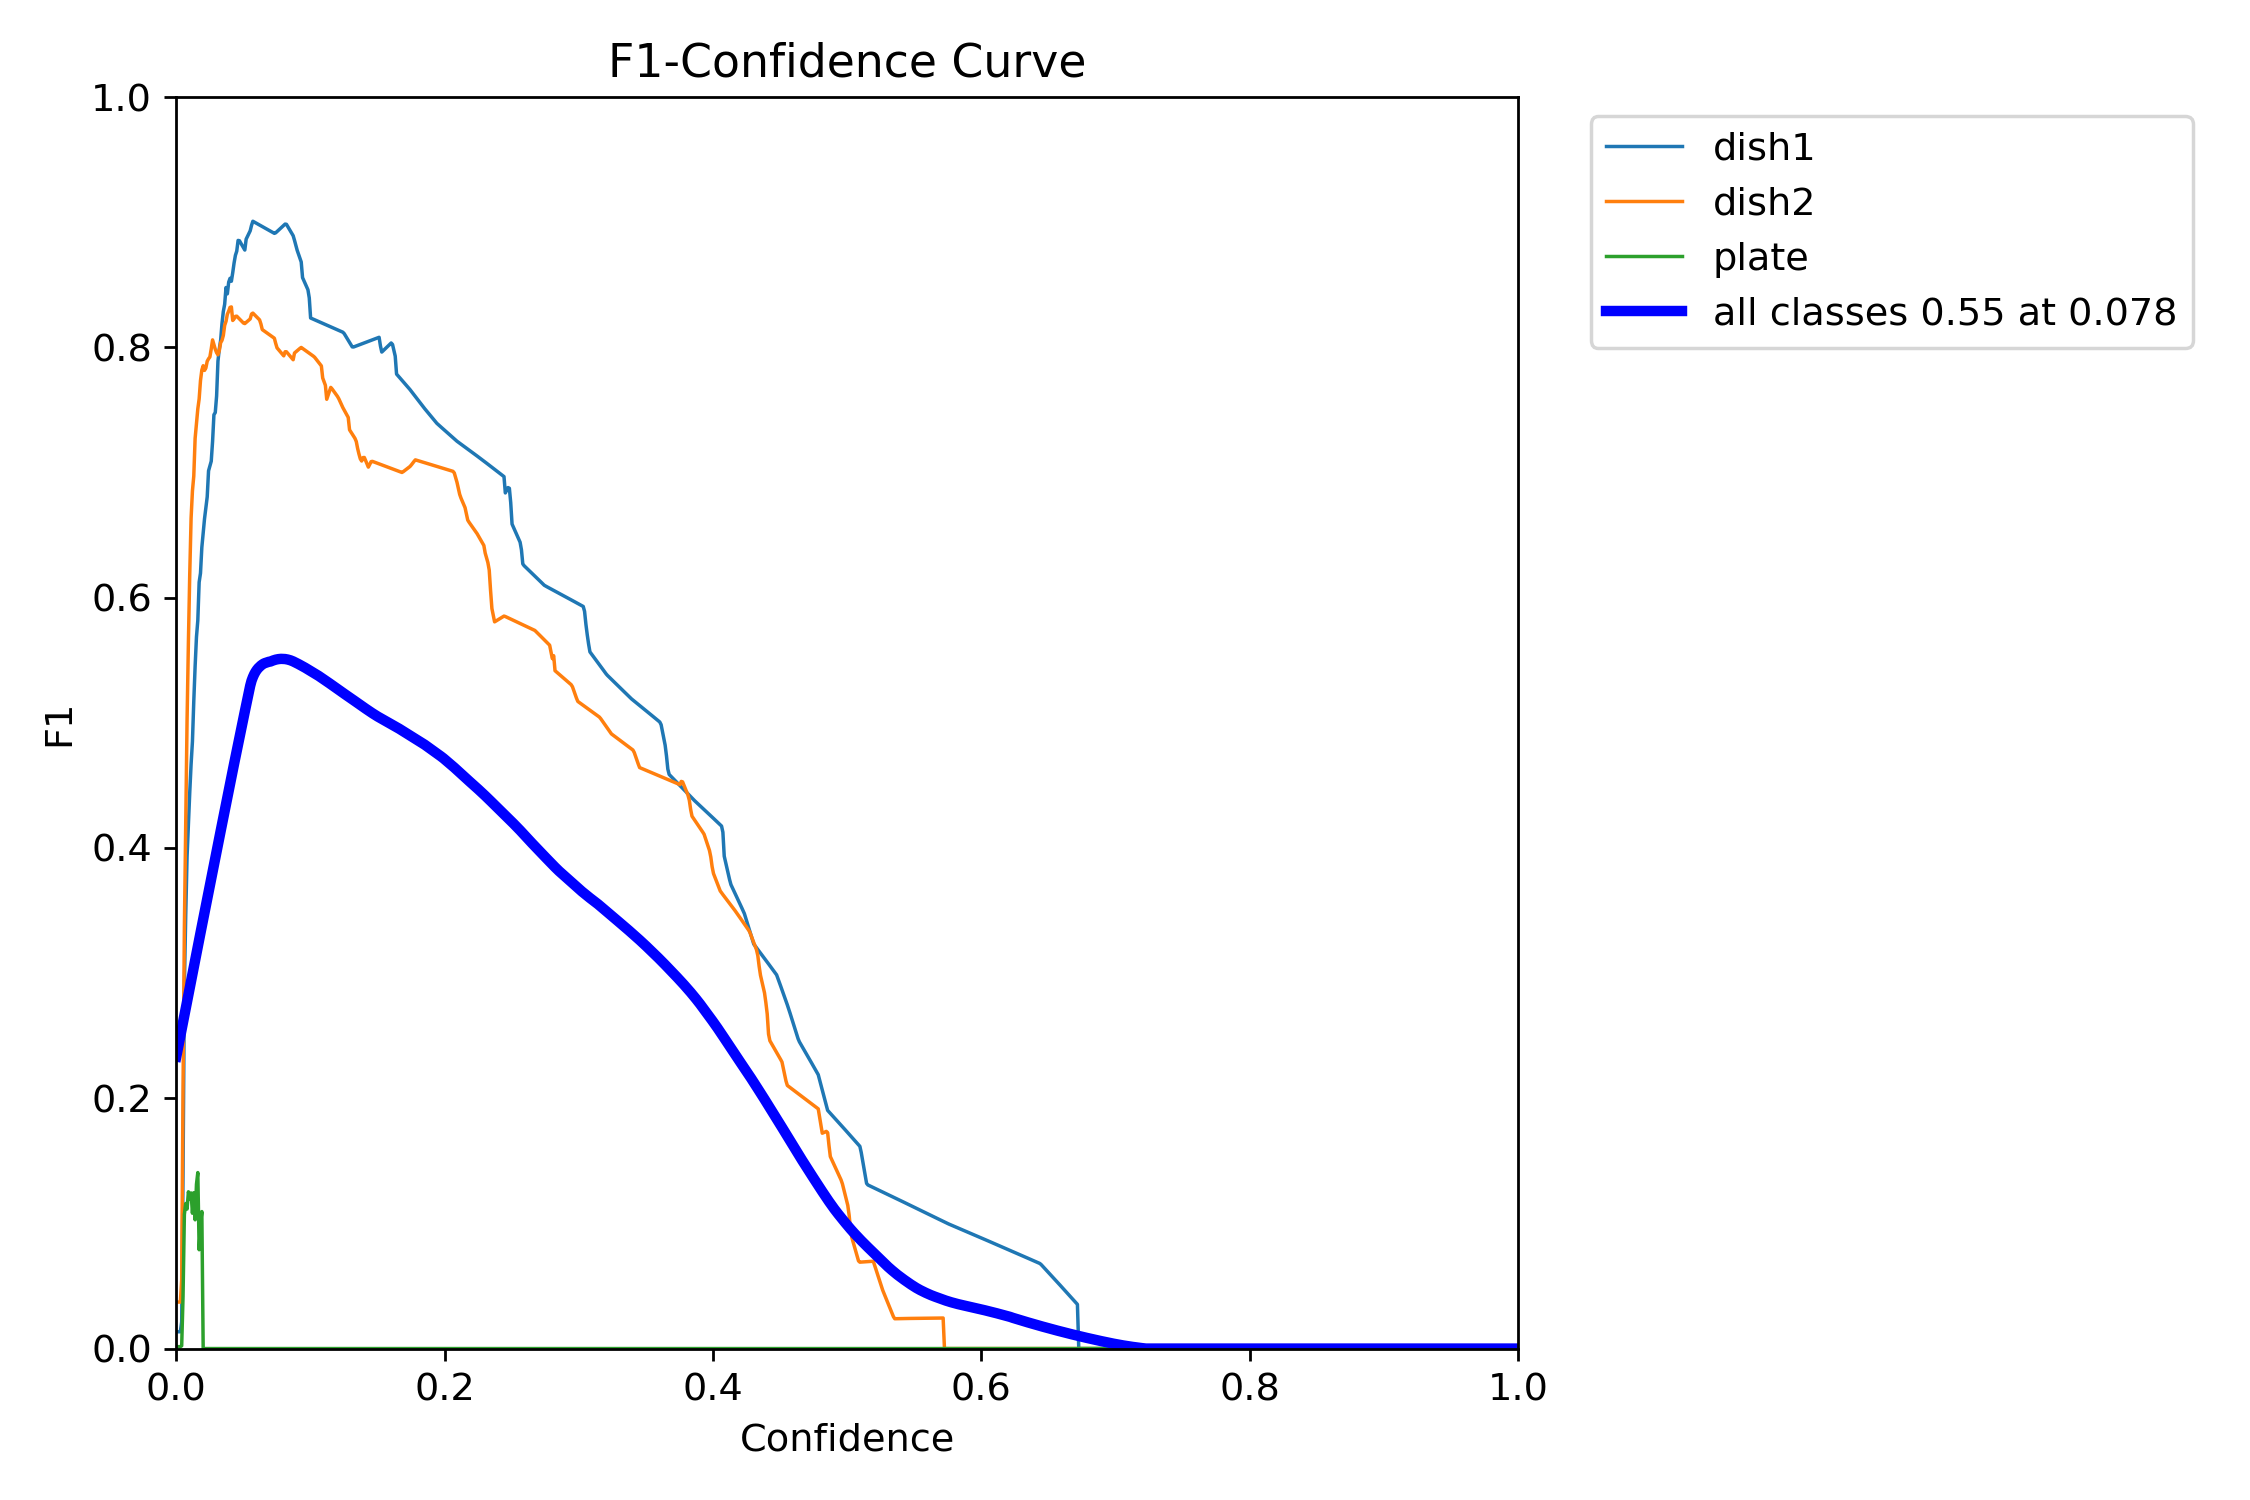 F1-Confidence Curve
1.0
0.8
0.6
0.4
0.2
0.0
F1
0.0 0.2 0.4 0.6 0.8 1.0
Confidence
dish1
dish2
plate
all classes 0.55 at 0.078